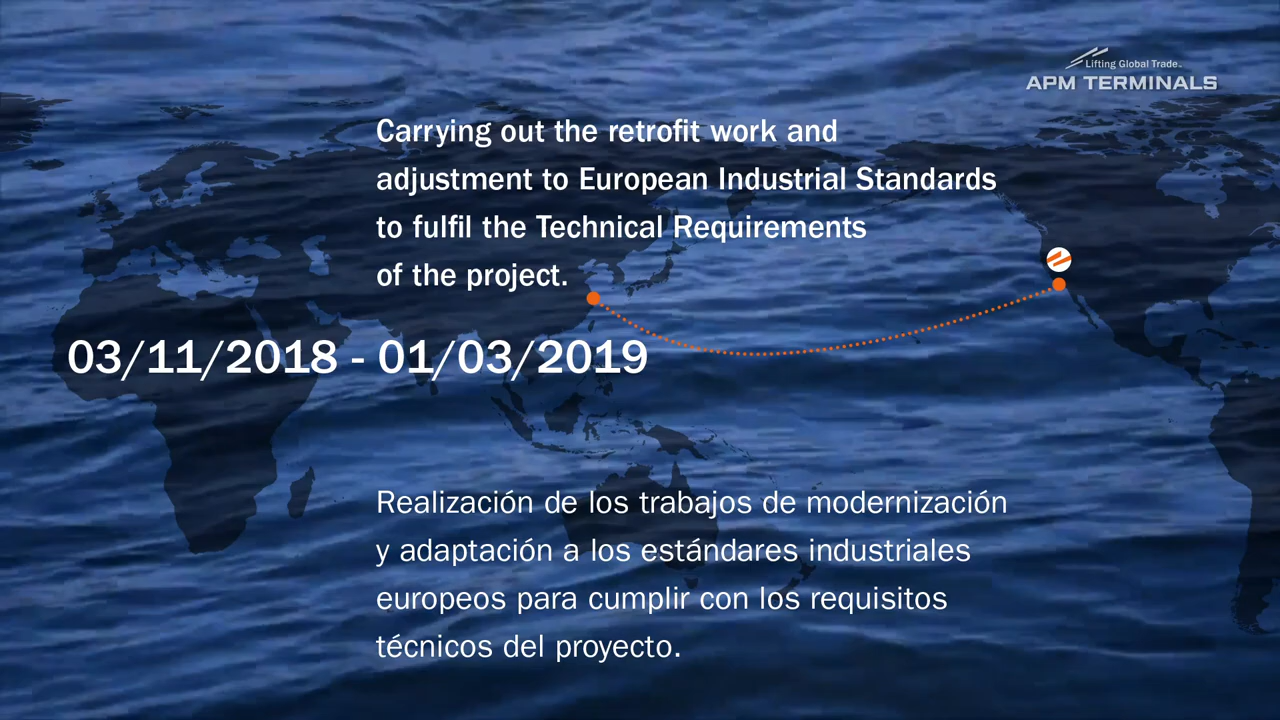 Lifting Global Trade.
APM TERMINALS
Carrying out the retrofit work and
adjustment to European Industrial Standards
to fulfil the Technical Requirements
of the project.
03/11/2018 - 01/03/2019
Realización de los trabajos de modernización
y adaptación a los estándares industriales
europeos para cumplir con los requisitos
técnicos del proyecto.